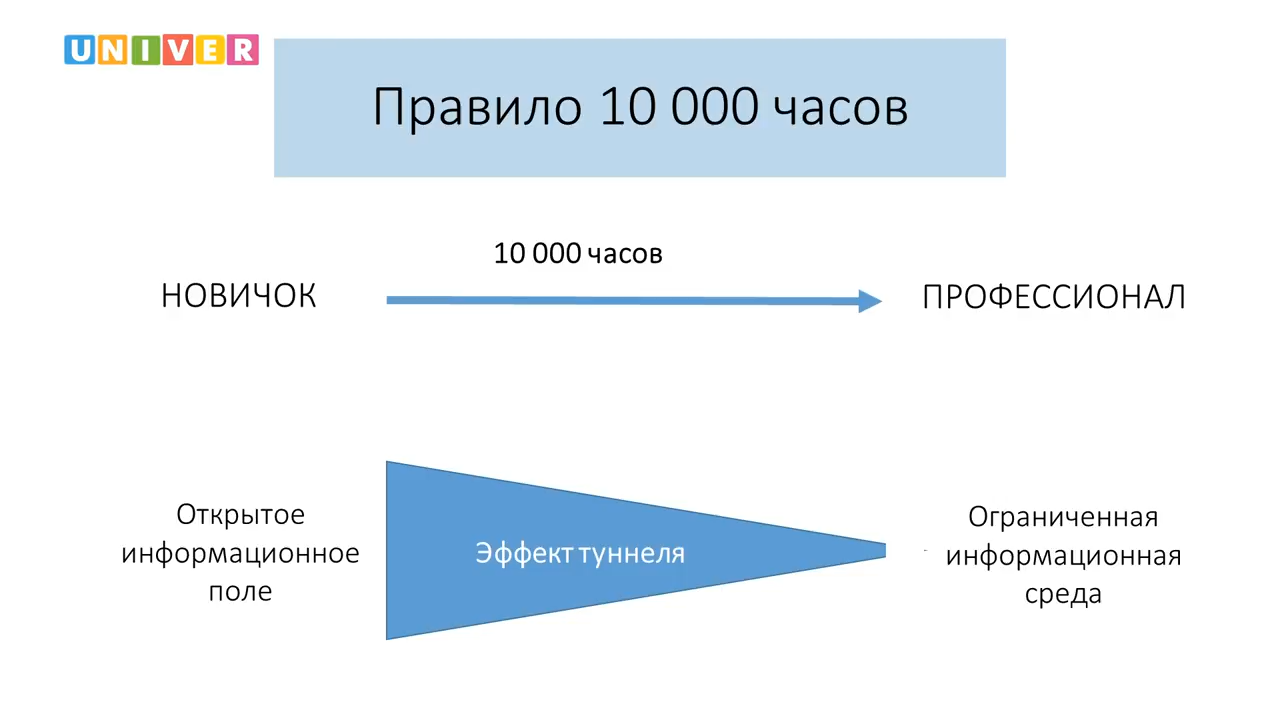 UNIVER
Правило 10 000 часов
10 000 часов
НОВИЧОК
ПРОФЕССИОНАЛ
Открытое
информационное
поле
Эффект туннеля
Ограниченная
информационная
среда